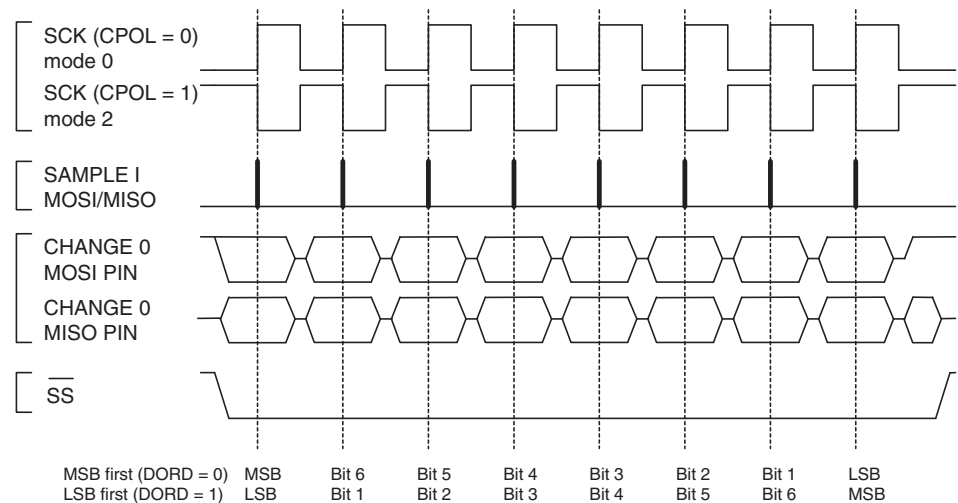 SCK (CPOL = 0)
mode 0
SCK (CPOL = 1)
mode 2
SAMPLE I
MOSI/MISO
CHANGE 0
MOSI PIN
CHANGE 0
MISO PIN
SS
MSB first (DORD = 0) MSB Bit 6 Bit 5 Bit 4 Bit 3 Bit 2 Bit 1 LSB
LSB first (DORD = 1) LSB Bit 1 Bit 2 Bit 3 Bit 4 Bit 5 Bit 6 MSB